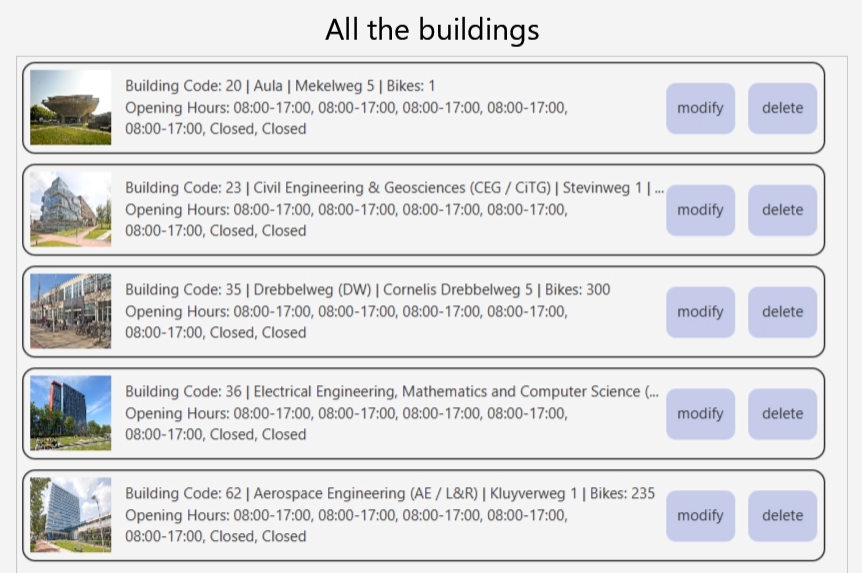 All the buildings
Building Code: 20 | Aula | Mekelweg 5 | Bikes: 1
Opening Hours: 08:00-17:00, 08:00-17:00, 08:00-17:00, 08:00-17:00,
08:00-17:00, Closed, Closed
modify
delete
Building Code: 23 | Civil Engineering & Geosciences (CEG / CiTG) | Stevinweg 1 | ...
Opening Hours: 08:00-17:00, 08:00-17:00, 08:00-17:00, 08:00-17:00,
08:00-17:00, Closed, Closed
modify
delete
Building Code: 35 | Drebbelweg (DW) | Cornelis Drebbelweg 5 | Bikes: 300
Opening Hours: 08:00-17:00, 08:00-17:00, 08:00-17:00, 08:00-17:00,
08:00-17:00, Closed, Closed
modify
delete
Building Code: 36 | Electrical Engineering, Mathematics and Computer Science (...
Opening Hours: 08:00-17:00, 08:00-17:00, 08:00-17:00, 08:00-17:00,
08:00-17:00, Closed, Closed
modify
delete
Building Code: 62 | Aerospace Engineering (AE / L&R) | Kluyverweg 1 | Bikes: 235
Opening Hours: 08:00-17:00, 08:00-17:00, 08:00-17:00, 08:00-17:00,
08:00-17:00, Closed, Closed
modify
delete